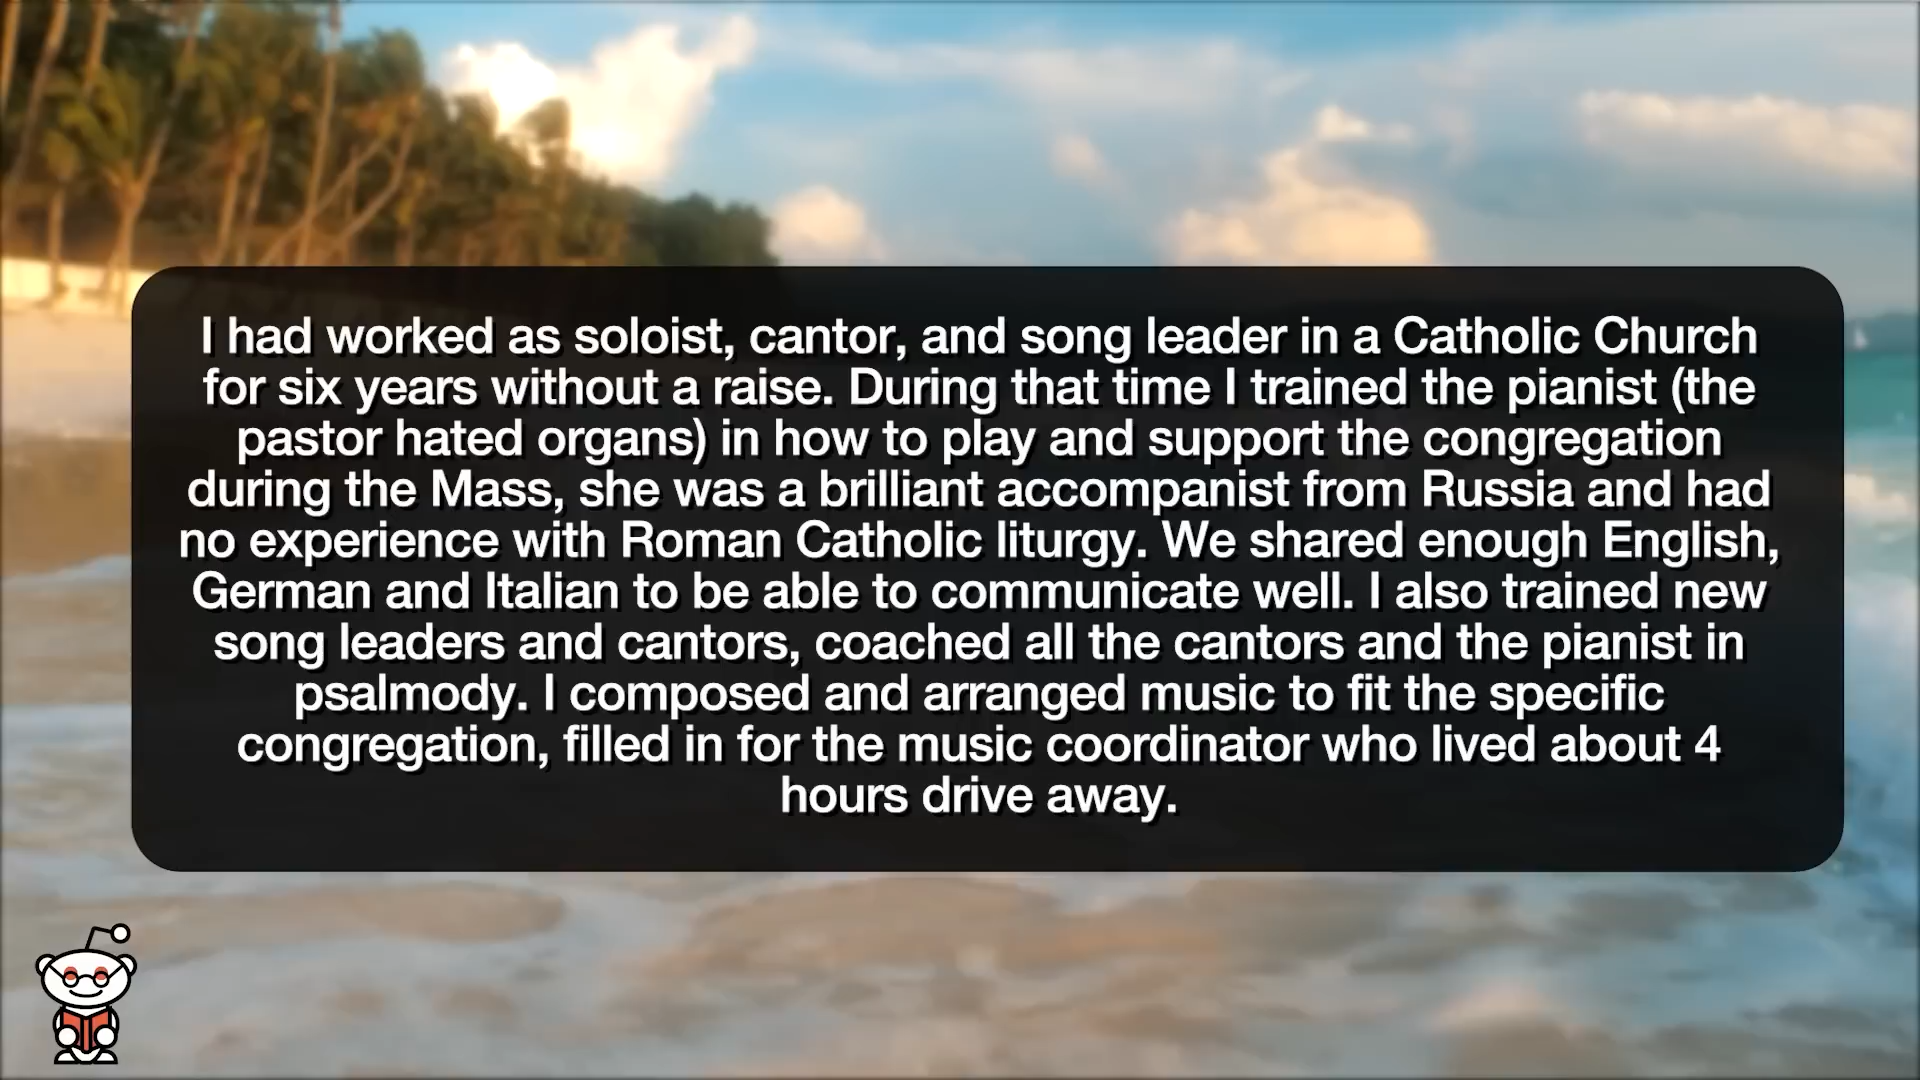 I had worked as soloist, cantor, and song leader in a Catholic Church
for six years without a raise. During that time I trained the pianist (the
pastor hated organs) in how to play and support the congregation
during the Mass, she was a brilliant accompanist from Russia and had
no experience with Roman Catholic liturgy. We shared enough English,
German and Italian to be able to communicate well. I also trained new
song leaders and cantors, coached all the cantors and the pianist in
psalmody. I composed and arranged music to fit the specific
congregation, filled in for the music coordinator who lived about 4
hours drive away.